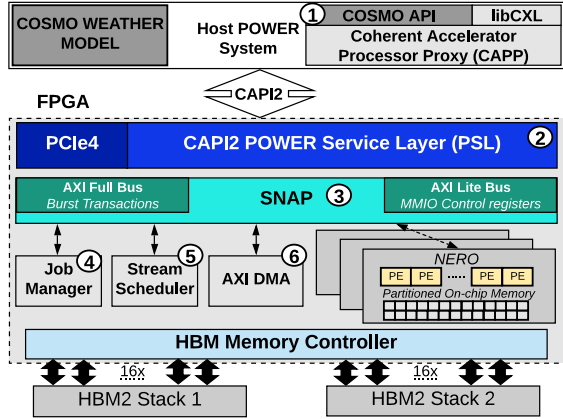 COSMO WEATHER
MODEL
Host POWER
System
1
COSMO API
libCXL
Coherent Accelerator
Processor Proxy (CAPP)
CAPI2
FPGA
PCIe4
CAPI2 POWER Service Layer (PSL)
2
AXI Full Bus
Burst Transactions
SNAP
3
AXI Lite Bus
MMIO Control registers
4
Job
Manager
5
Stream
Scheduler
6
AXI DMA
NERO
PE PE ····· PE PE
Partitioned On-chip Memory
HBM Memory Controller
16x
16x
HBM2 Stack 1
HBM2 Stack 2